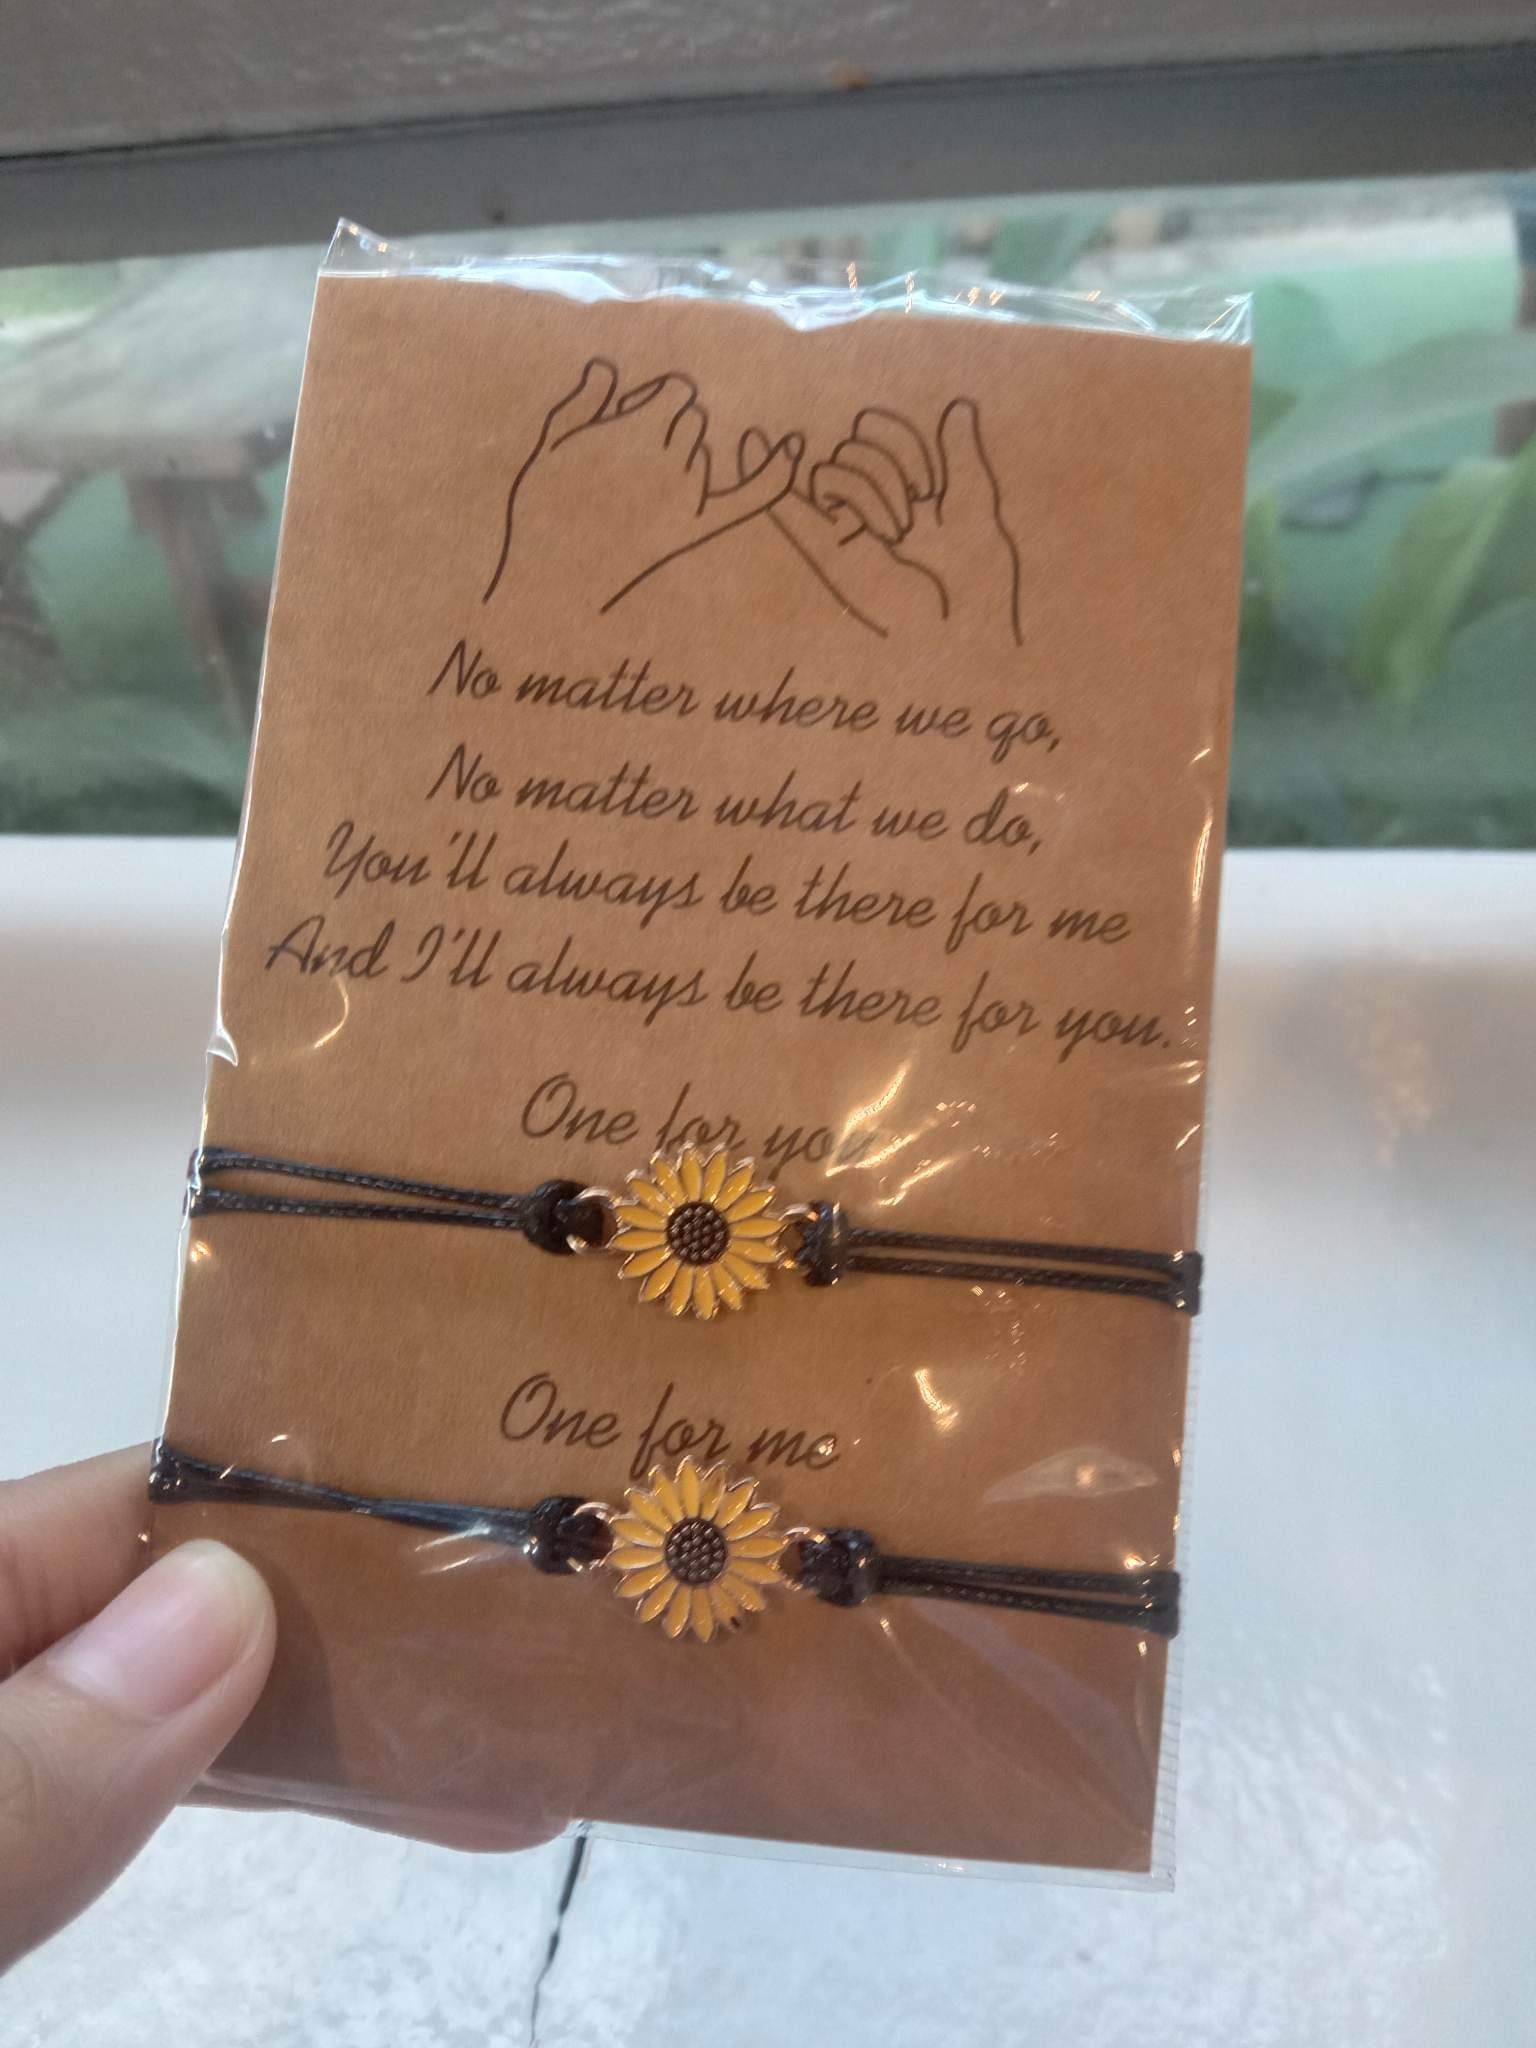 No matter where we go,
No matter what we do,
You'll always be there for me
And I'll always be there for you.
One for you
One for me